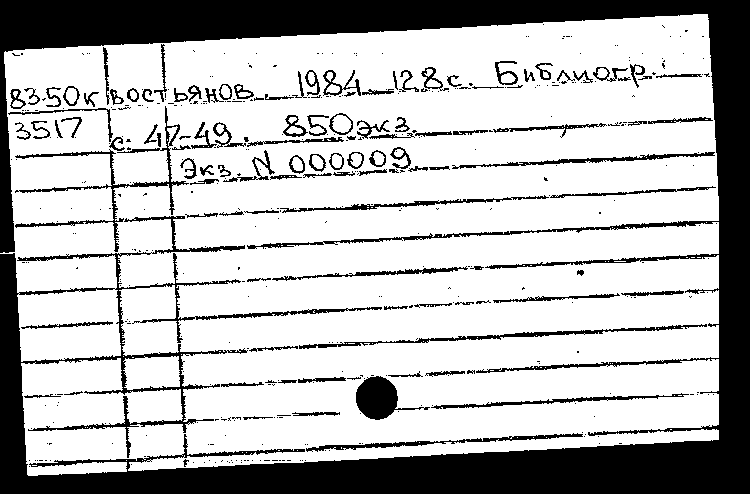 83-50к востьянов. 1984. 128с. Библиогр.:
3517 с. 47-49. 850экз.
Экз. N 000009.